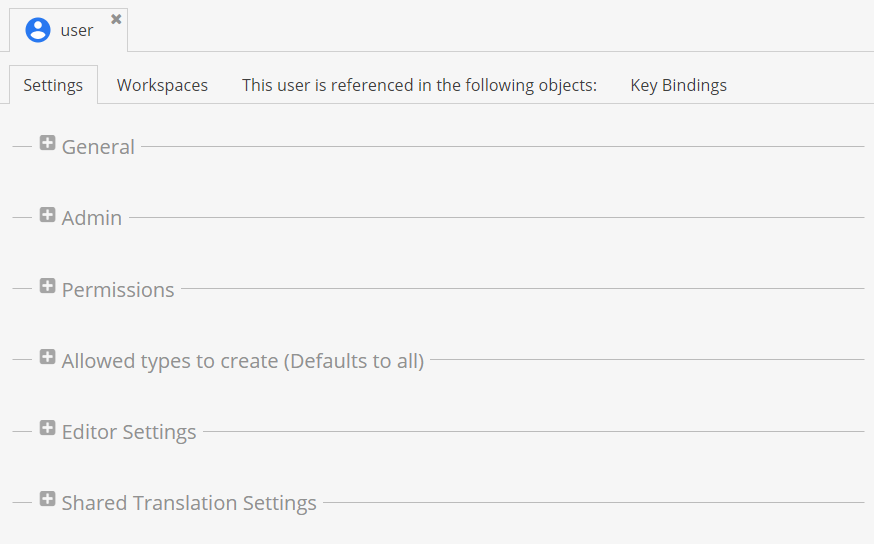 user
Settings Workspaces This user is referenced in the following objects: Key Bindings
General
Admin
Permissions
Allowed types to create (Defaults to all)
Editor Settings
Shared Translation Settings